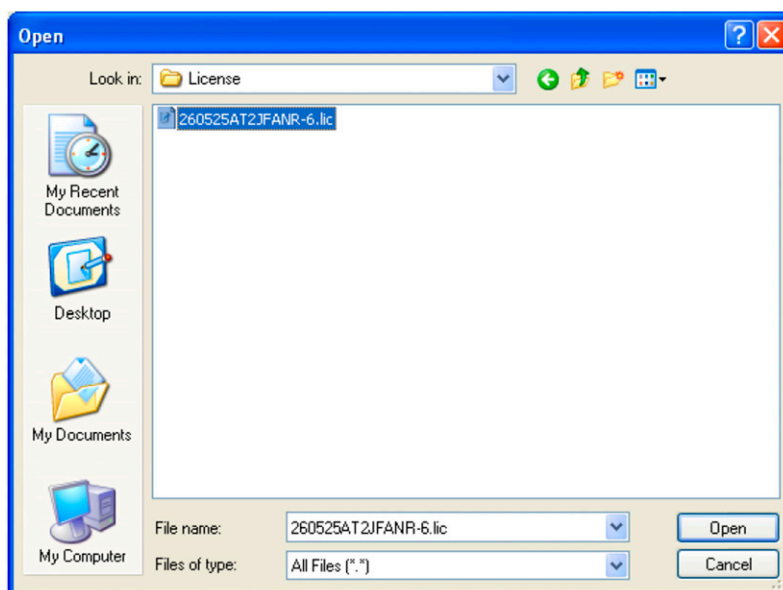 Open
Look in: License
260525AT2JFANR-6.lic
My Recent
Documents
Desktop
My Documents
My Computer
File name: 260525AT2JFANR-6.lic Open
Files of type: All Files (*.*) Cancel